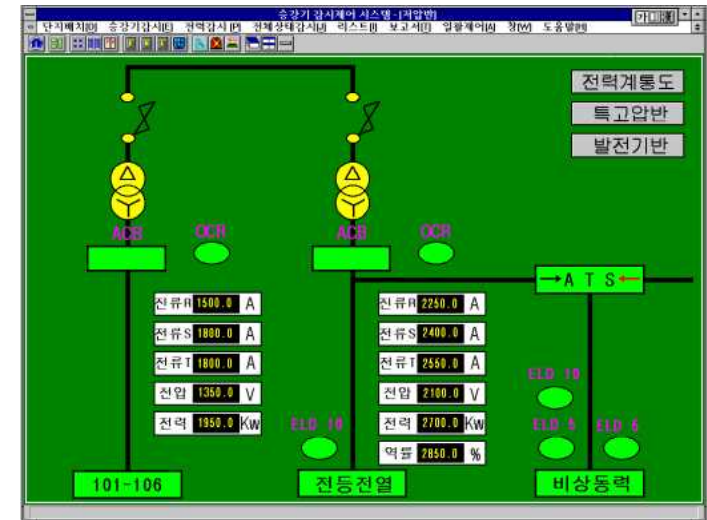 승강기 감시제어 시스템 - [저압반]
단지배치[D] 승강기감시[E] 전력감시[P] 전체상태감시[J] 리스트[I] 보고서[T] 일괄제어[A] 창[W] 도움말[H]
전력계통도
특고압반
발전기반
ACB OCR ACB OCR
→A T S←
전류R 1500.0 A
전류S 1800.0 A
전류T 1800.0 A
전압 1350.0 V
전력 1950.0 Kw
전류R 2250.0 A
전류S 2400.0 A
전류T 2550.0 A
전압 2100.0 V
전력 2700.0 Kw
역률 2850.0 %
ELD 10
ELD 10
ELD 5 ELD 6
101-106
전등전열
비상동력